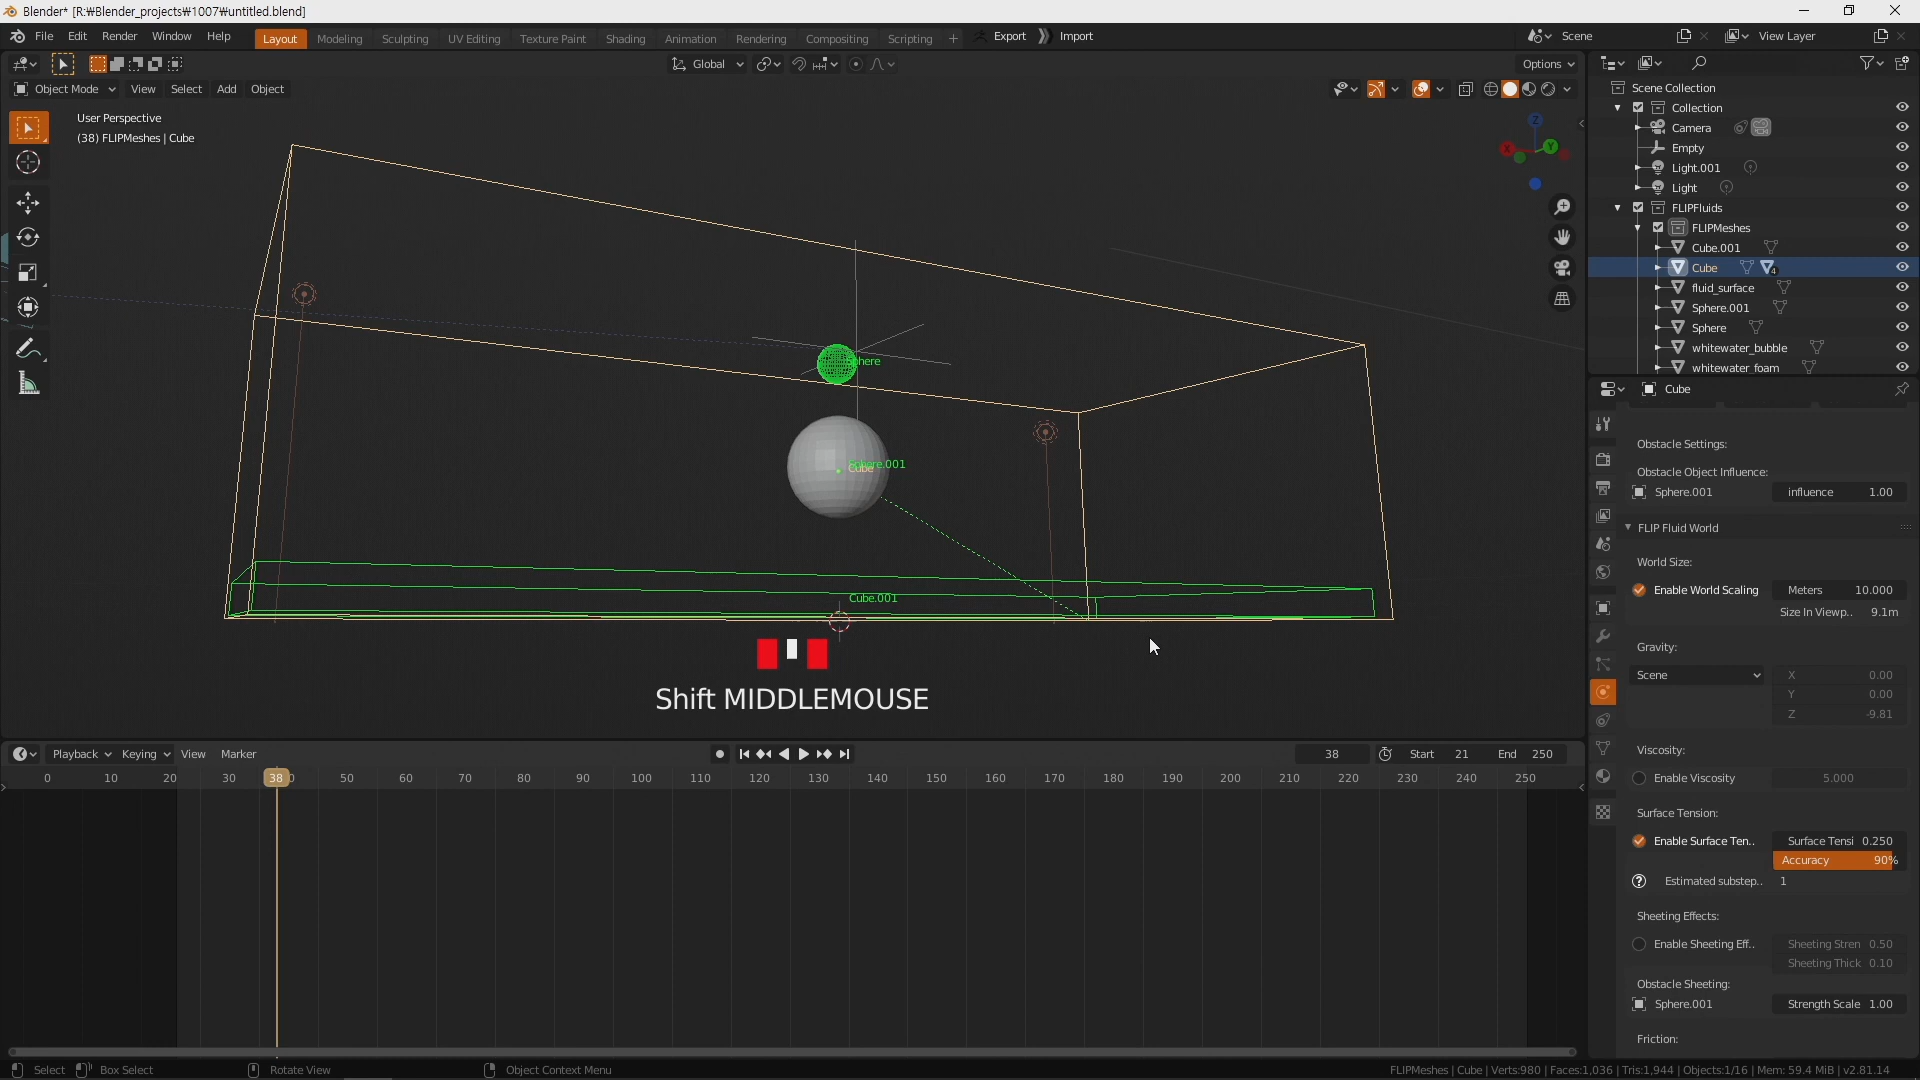 Blender* [R:₩Blender_projects₩1007₩untitled.blend]
File Edit Render Window Help Layout Modeling Sculpting UV Editing Texture Paint Shading Animation Rendering Compositing Scripting + Export Import Scene View Layer
Global Options
Object Mode View Select Add Object
User Perspective
(38) FLIPMeshes | Cube
Z
X
Y
Sphere.001
Cube
Cube.001
Shift MIDDLEMOUSE
Scene Collection
Collection
Camera
Empty
Light.001
Light
FLIPFluids
FLIPMeshes
Cube.001
Cube 4
fluid_surface
Sphere.001
Sphere
whitewater_bubble
whitewater_foam
Cube
Obstacle Settings:
Obstacle Object Influence:
Sphere.001 influence 1.00
FLIP Fluid World
World Size:
Enable World Scaling Meters 10.000
Size In Viewp.. 9.1m
Gravity:
Scene X 0.00
Y 0.00
Z -9.81
Viscosity:
Enable Viscosity 5.000
Surface Tension:
Enable Surface Ten.. Surface Tensi 0.250
Accuracy 90%
Estimated substep.. 1
Sheeting Effects:
Enable Sheeting Eff.. Sheeting Stren 0.50
Sheeting Thick 0.10
Obstacle Sheeting:
Sphere.001 Strength Scale 1.00
Friction:
Playback Keying View Marker 38 Start 21 End 250
0 10 20 30 38 50 60 70 80 90 100 110 120 130 140 150 160 170 180 190 200 210 220 230 240 250
Select Box Select Rotate View Object Context Menu FLIPMeshes | Cube | Verts:980 | Faces:1,036 | Tris:1,944 | Objects:1/16 | Mem: 59.4 MiB | v2.81.14